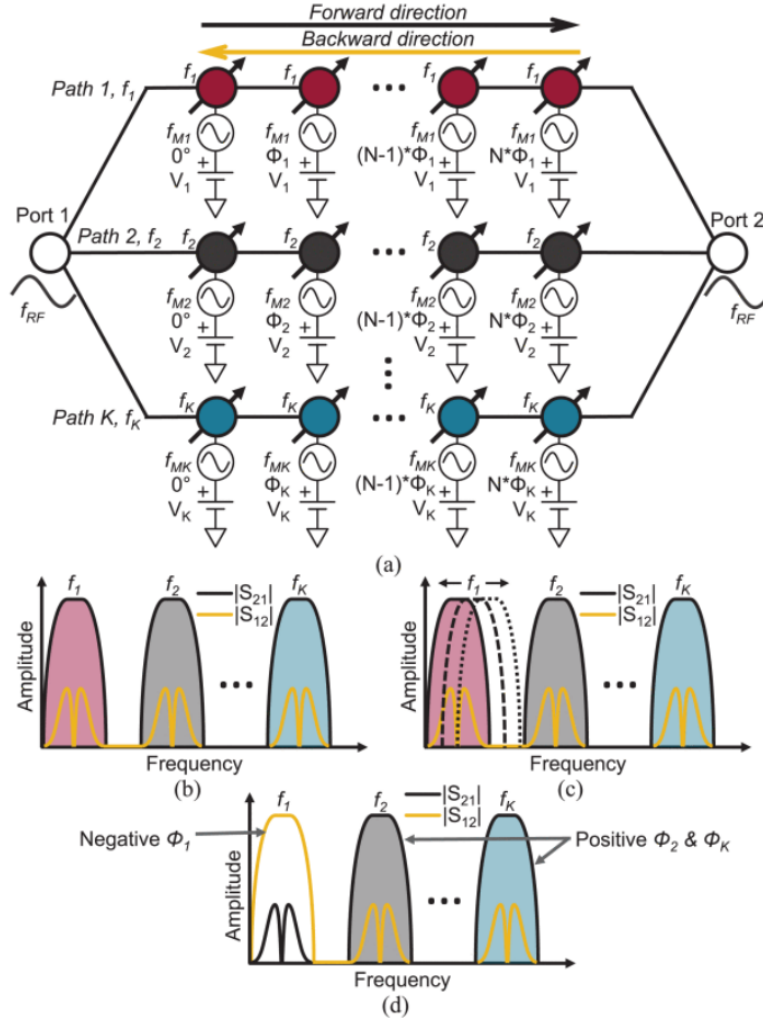 Forward direction
Backward direction
Path 1, f1
f1 f1 f1 f1
fM1 fM1 fM1 fM1
0° Φ1 (N-1)*Φ1 N*Φ1
+ + + +
V1 V1 V1 V1
Port 1 Port 2
Path 2, f2 f2 f2 f2 f2
fRF fRF
fM2 fM2 fM2 fM2
0° Φ2 (N-1)*Φ2 N*Φ2
+ + + +
V2 V2 V2 V2
Path K, fK
fK fK fK fK
fMK fMK fMK fMK
0° ΦK (N-1)*ΦK N*ΦK
+ + + +
VK VK VK VK
(a)
f1 f2 fK
|S21|
|S12|
Amplitude
Frequency
(b)
f1 f2 fK
|S21|
|S12|
Amplitude
Frequency
(c)
f1 f2 fK
|S21|
|S12|
Negative Φ1
Positive Φ2 & ΦK
Amplitude
Frequency
(d)